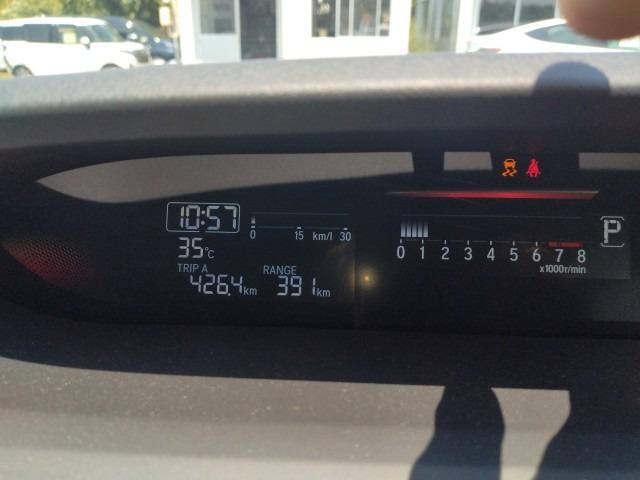 10:57
0 15 km/l 30
35°C
TRIP A
426.4km
RANGE
391km
0 1 2 3 4 5 6 7 8
x1000r/min
P